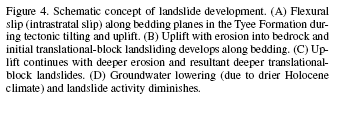 Figure 4. Schematic concept of landslide development. (A) Flexural
slip (intrastratal slip) along bedding planes in the Tyee Formation dur-
ing tectonic tilting and uplift. (B) Uplift with erosion into bedrock and
initial translational-block landsliding develops along bedding. (C) Up-
lift continues with deeper erosion and resultant deeper translational-
block landslides. (D) Groundwater lowering (due to drier Holocene
climate) and landslide activity diminishes.